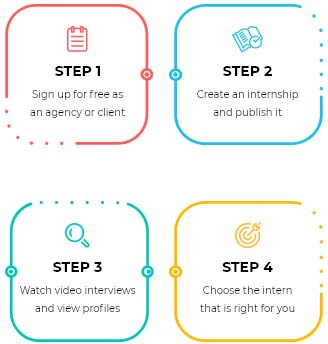 STEP 1
Sign up for free as
an agency or client
STEP 2
Create an internship
and publish it
STEP 3
Watch video interviews
and view profiles
STEP 4
Choose the intern
that is right for you